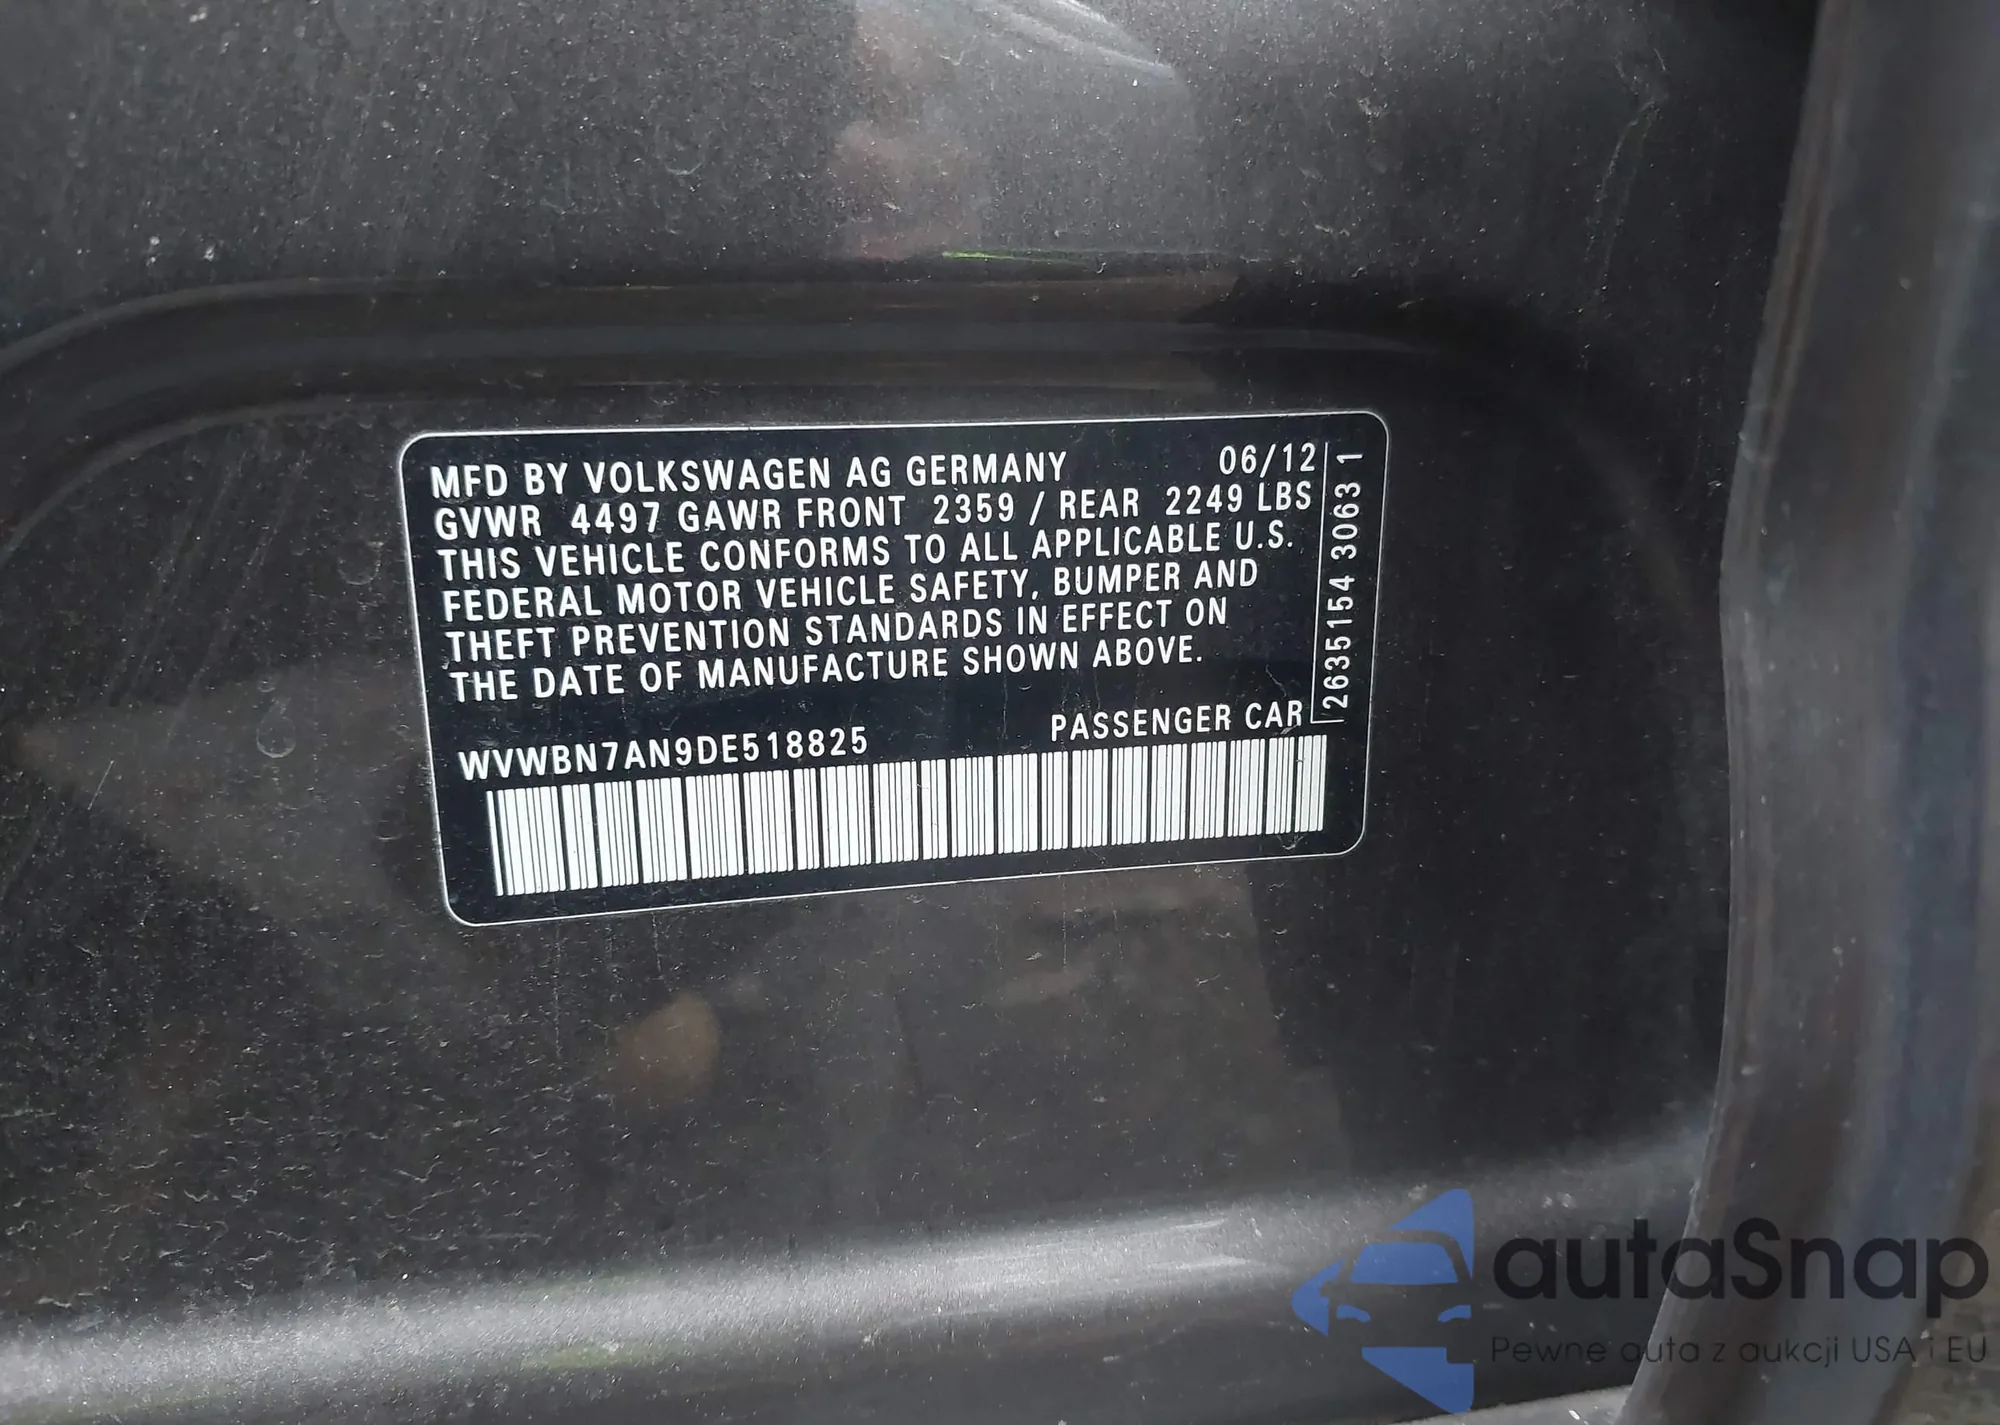 MFD BY VOLKSWAGEN AG GERMANY 06/12
GVWR 4497 GAWR FRONT 2359 / REAR 2249 LBS
THIS VEHICLE CONFORMS TO ALL APPLICABLE U.S.
FEDERAL MOTOR VEHICLE SAFETY, BUMPER AND
THEFT PREVENTION STANDARDS IN EFFECT ON
THE DATE OF MANUFACTURE SHOWN ABOVE.
WVWBN7AN9DE518825 PASSENGER CAR
2635154 3063 1
autaSnap
Pewne auta z aukcji USA i EU